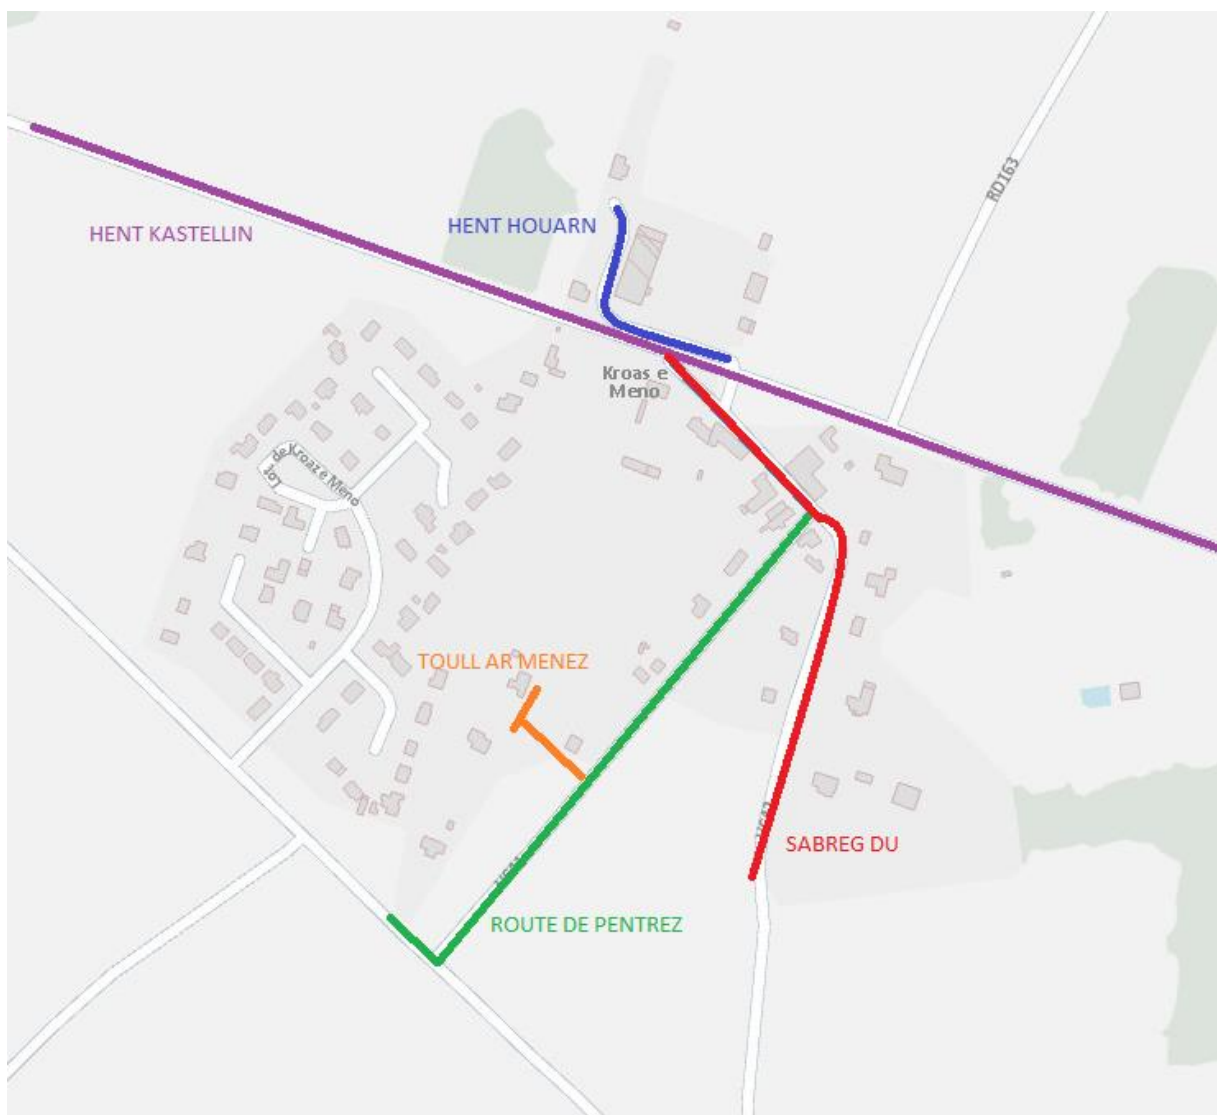 RD163
HENT HOUARN
HENT KASTELLIN
Kroas e
Meno
Lot
de Kroaz e Meno
TOULL AR MENEZ
SABREG DU
ROUTE DE PENTREZ